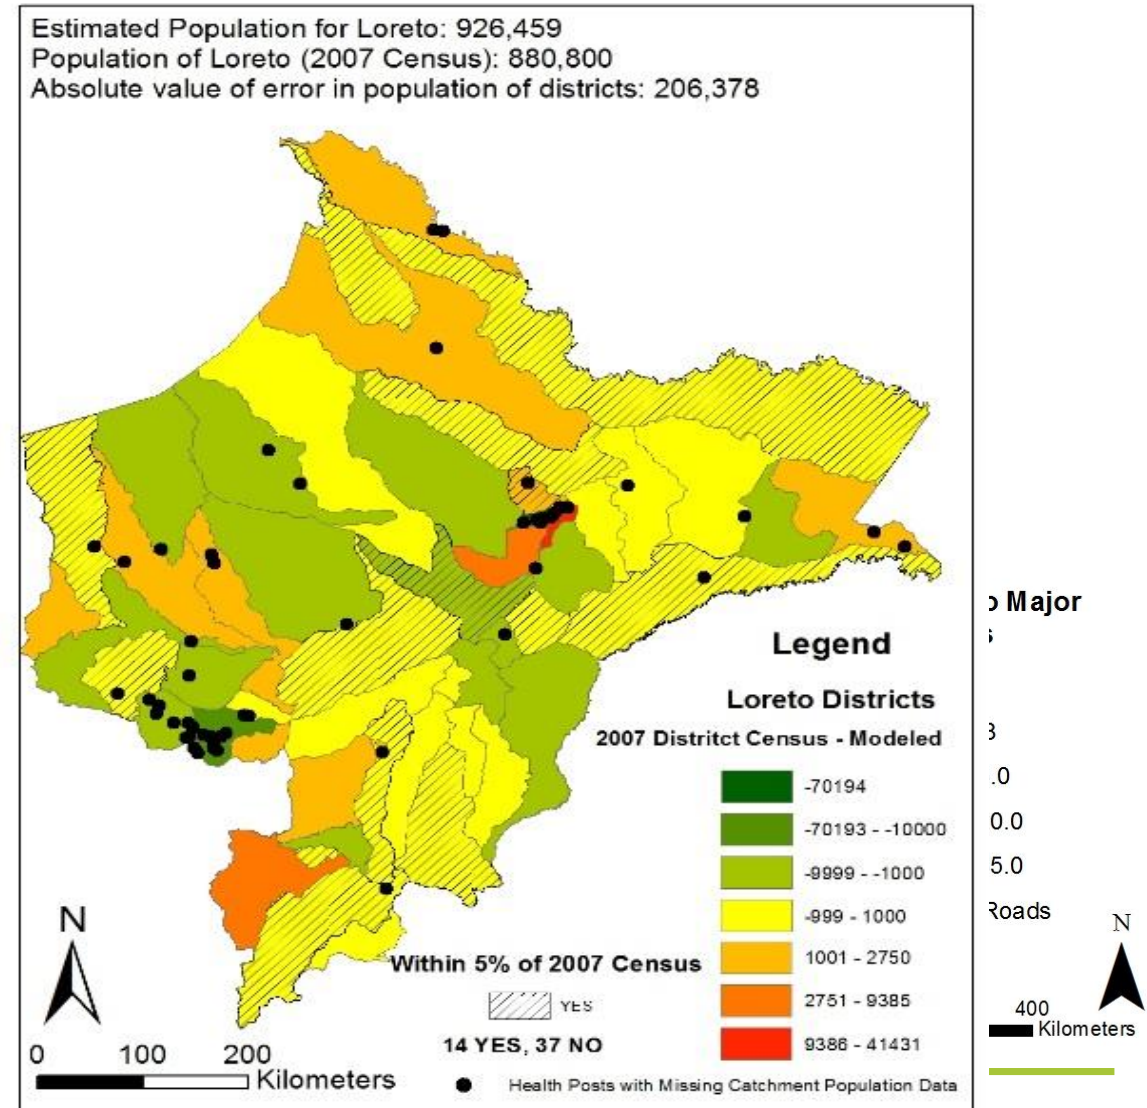 Estimated Population for Loreto: 926,459
Population of Loreto (2007 Census): 880,800
Absolute value of error in population of districts: 206,378
Legend
Loreto Districts
2007 Distritct Census - Modeled
-70194
-70193 - -10000
-9999 - -1000
-999 - 1000
1001 - 2750
2751 - 9385
9386 - 41431
Within 5% of 2007 Census
YES
14 YES, 37 NO
Health Posts with Missing Catchment Population Data
N
0 100 200
Kilometers
Major
.0
0.0
5.0
Roads
N
400
Kilometers